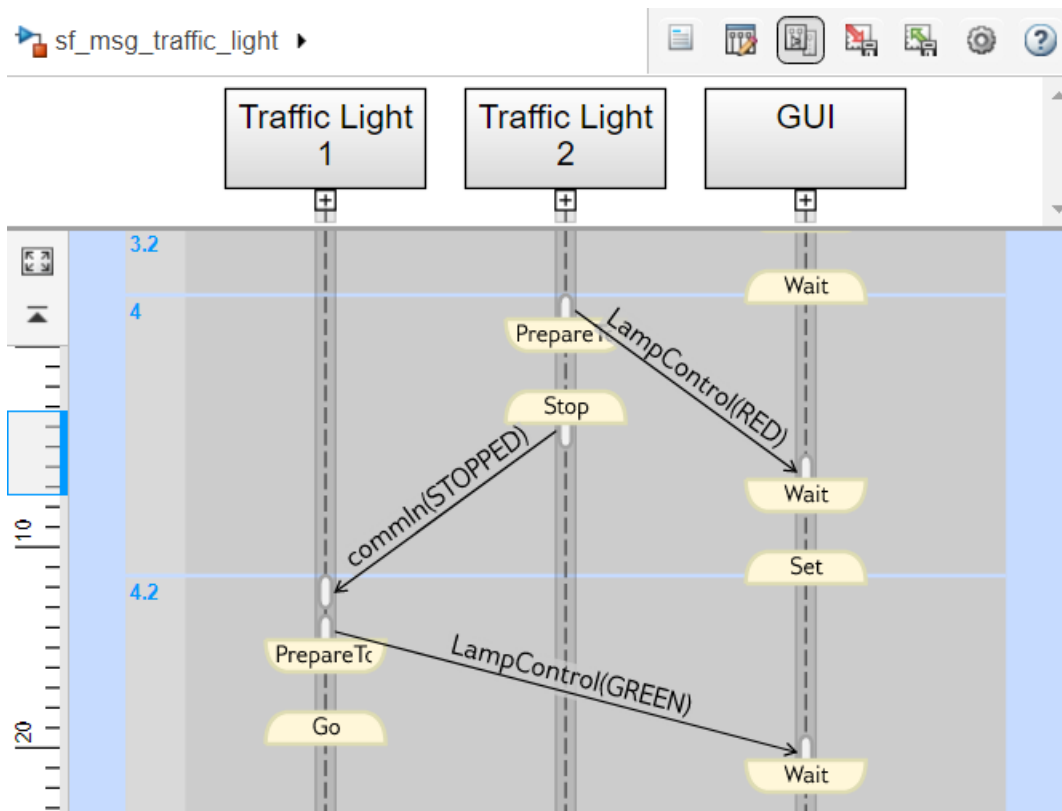 sf_msg_traffic_light
Traffic Light
1
Traffic Light
2
GUI
3.2
Wait
4
LampControl(RED)
Stop
commIn(STOPPED)
Wait
10
Set
4.2
LampControl(GREEN)
PrepareTo
Go
20
Wait